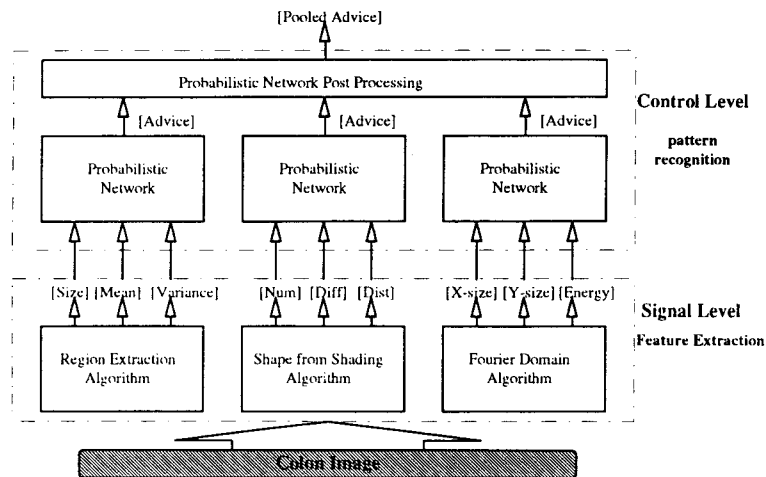 [Pooled Advice]
Probabilistic Network Post Processing
Control Level
[Advice] [Advice] [Advice]
pattern
recognition
Probabilistic
Network
Probabilistic
Network
Probabilistic
Network
[Size] [Mean] [Variance] [Num] [Diff] [Dist] [X-size] [Y-size] [Energy]
Signal Level
Feature Extraction
Region Extraction
Algorithm
Shape from Shading
Algorithm
Fourier Domain
Algorithm
Colon Image